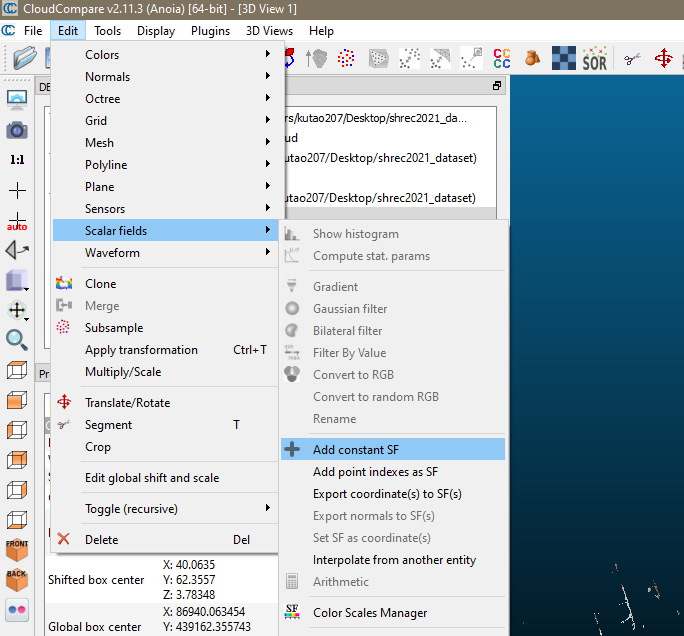 CloudCompare v2.11.3 (Anoia) [64-bit] - [3D View 1]
File Edit Tools Display Plugins 3D Views Help
SOR
1:1
auto
FRONT
BACK
Colors
Normals
Octree
Grid
Mesh
Polyline
Plane
Sensors
Scalar fields
Waveform
Clone
Merge
Subsample
Apply transformation Ctrl+T
Multiply/Scale
Translate/Rotate
Segment T
Crop
Edit global shift and scale
Toggle (recursive)
Delete Del
rs/kutao207/Desktop/shrec2021_da...
ud
utao207/Desktop/shrec2021_dataset)
utao207/Desktop/shrec2021_dataset)
Show histogram
Compute stat. params
Gradient
Gaussian filter
Bilateral filter
Filter By Value
Convert to RGB
Convert to random RGB
Rename
Add constant SF
Add point indexes as SF
Export coordinate(s) to SF(s)
Export normals to SF(s)
Set SF as coordinate(s)
Interpolate from another entity
Arithmetic
SF Color Scales Manager
Pr
Shifted box center
X: 40.0635
Y: 62.3557
Z: 3.78348
Global box center
X: 86940.063454
Y: 439162.355743